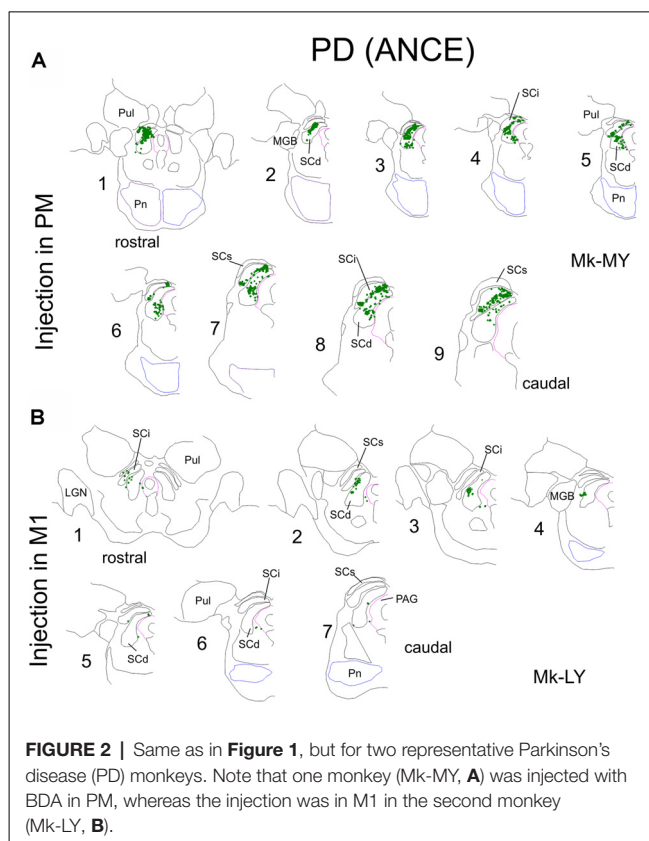 PD (ANCE)
A
Injection in PM
Pul
Pn
1
rostral
MGB
SCd
2
3
SCi
4
Pul
SCd
Pn
5
Mk-MY
6
SCs
7
SCi
SCd
8
SCs
9
caudal
B
Injection in M1
SCi
Pul
LGN
1
rostral
SCs
SCd
2
SCi
3
MGB
4
SCd
5
Pul
SCi
SCd
6
SCs
PAG
7
Pn
caudal
Mk-LY
FIGURE 2 | Same as in Figure 1, but for two representative Parkinson's
disease (PD) monkeys. Note that one monkey (Mk-MY, A) was injected with
BDA in PM, whereas the injection was in M1 in the second monkey
(Mk-LY, B).